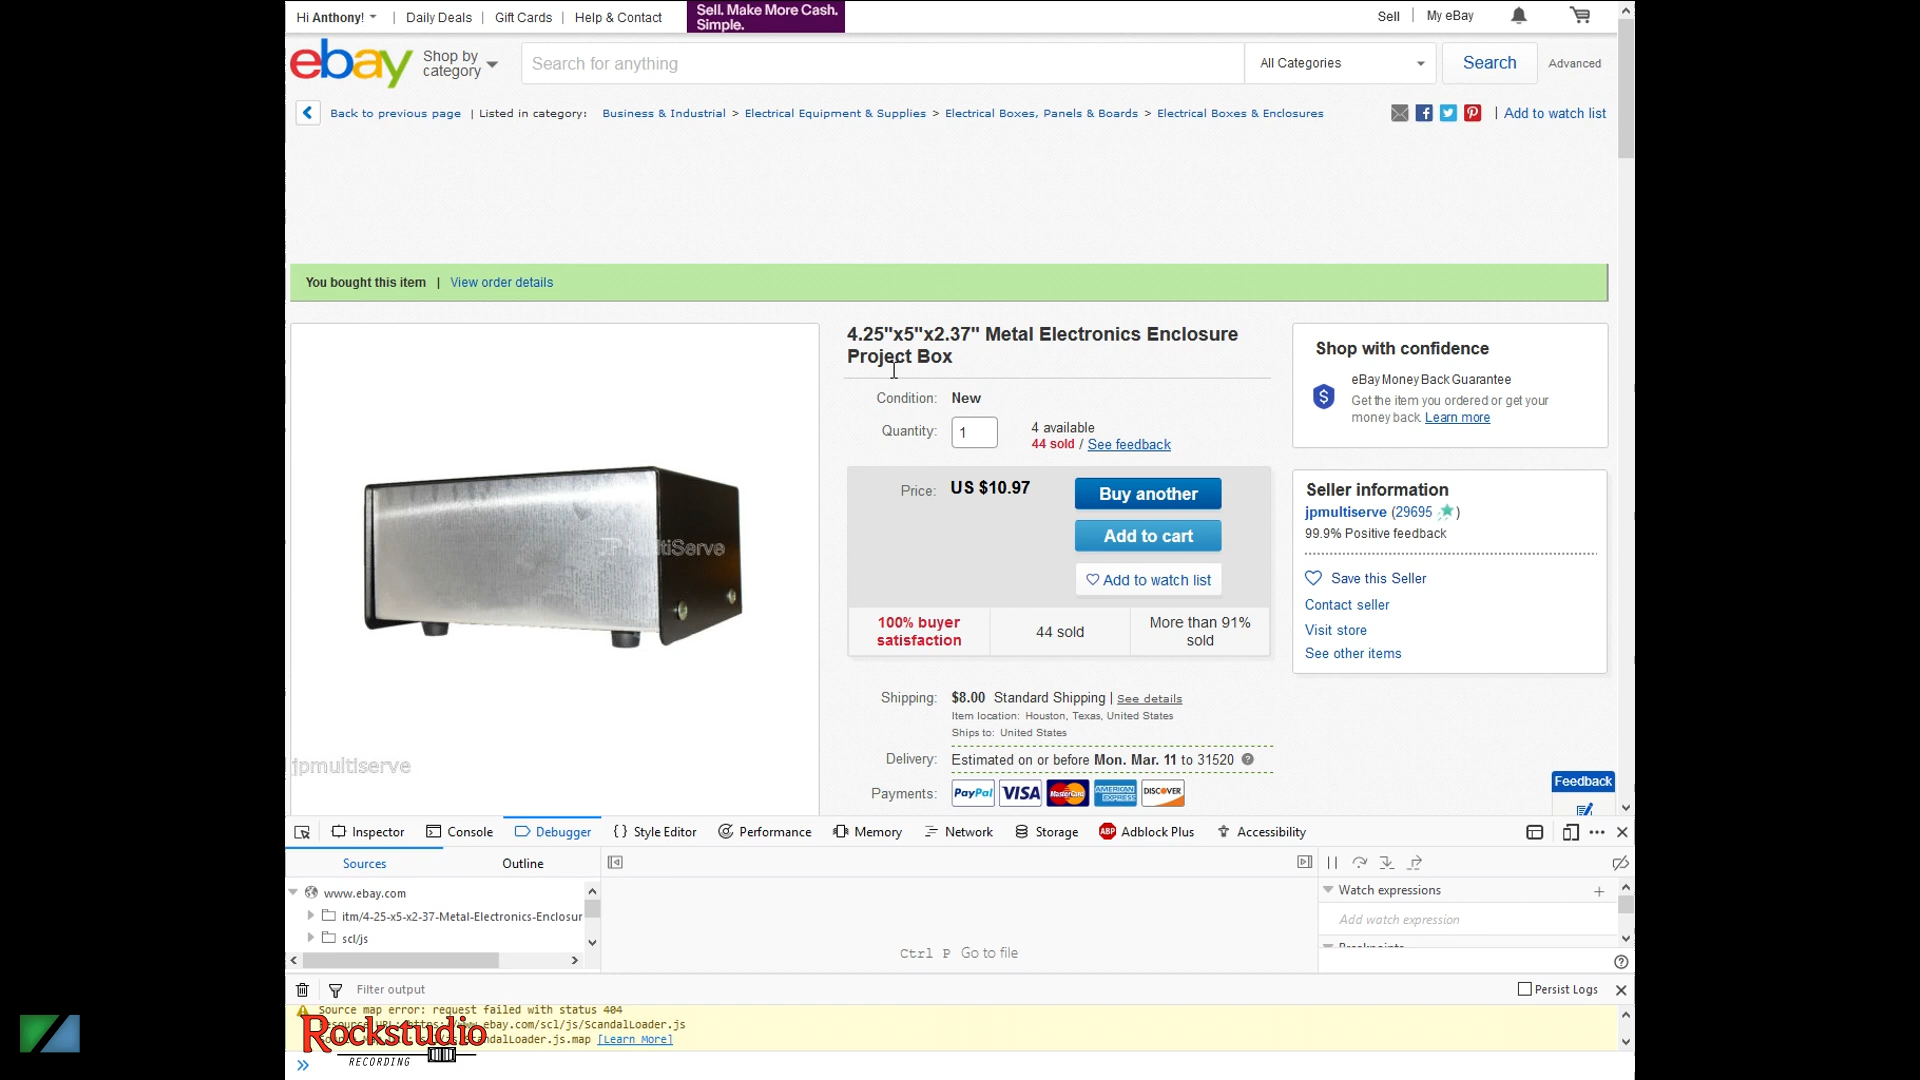 Hi Anthony!
Daily Deals
Gift Cards
Help & Contact
Sell. Make More Cash.
Simple.
Sell
My eBay
ebay
Shop by
category
Search for anything
All Categories
Search
Advanced
Back to previous page | Listed in category:
Business & Industrial > Electrical Equipment & Supplies > Electrical Boxes, Panels & Boards > Electrical Boxes & Enclosures
| Add to watch list
You bought this item | View order details
4.25"x5"x2.37" Metal Electronics Enclosure
Project Box
Condition: New
Quantity: 1
4 available
44 sold / See feedback
Price: US $10.97
Buy another
Add to cart
Add to watch list
100% buyer
satisfaction
44 sold
More than 91%
sold
Shipping: $8.00 Standard Shipping | See details
Item location: Houston, Texas, United States
Ships to: United States
Delivery: Estimated on or before Mon. Mar. 11 to 31520
Payments: PayPal VISA MasterCard AMERICAN EXPRESS DISCOVER
Shop with confidence
eBay Money Back Guarantee
Get the item you ordered or get your
money back. Learn more
Seller information
jpmultiserve (29695 )
99.9% Positive feedback
Save this Seller
Contact seller
Visit store
See other items
JP MultiServe
jpmultiserve
Feedback
Inspector
Console
Debugger
Style Editor
Performance
Memory
Network
Storage
ABP Adblock Plus
Accessibility
Sources
Outline
www.ebay.com
itm/4-25-x5-x2-37-Metal-Electronics-Enclosur
scl/js
Ctrl P Go to file
Watch expressions
Add watch expression
Breakpoints
Filter output
Persist Logs
Source map error: request failed with status 404
ebay.com/scl/js/ScandalLoader.js
ndalLoader.js.map [Learn More]
Rockstudio
RECORDING